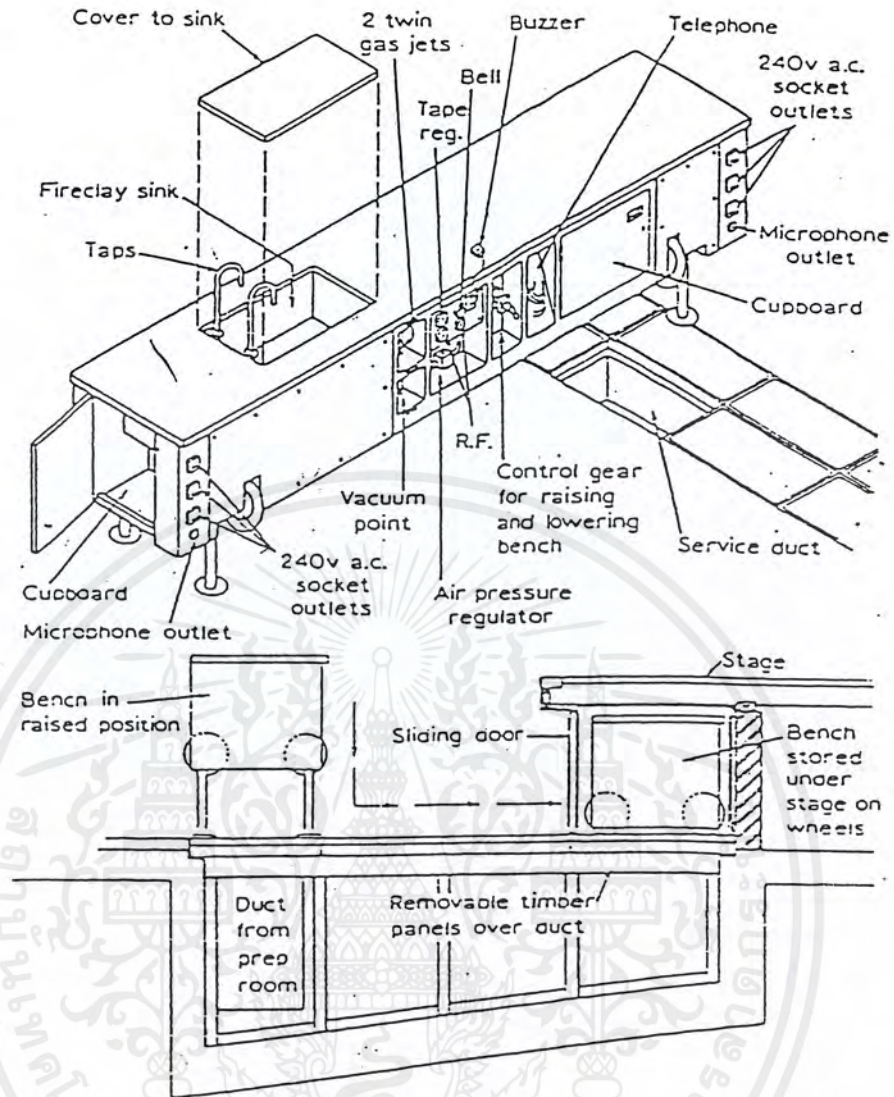 Cover to sink
2 twin
gas jets
Buzzer
Telephone
Bell
240v a.c.
socket
outlets
Tape
reg.
Fireclay sink
Taps
Microphone
outlet
Cupboard
R.F.
Vacuum
point
Control gear
for raising
and lowering
bench
Service duct
240v a.c.
socket
outlets
Air pressure
regulator
Cupboard
Microphone outlet
Stage
Bench in
raised position
Sliding door
Bench
stored
under
stage on
wheels
Duct
from
prep
room
Removable timber
panels over duct